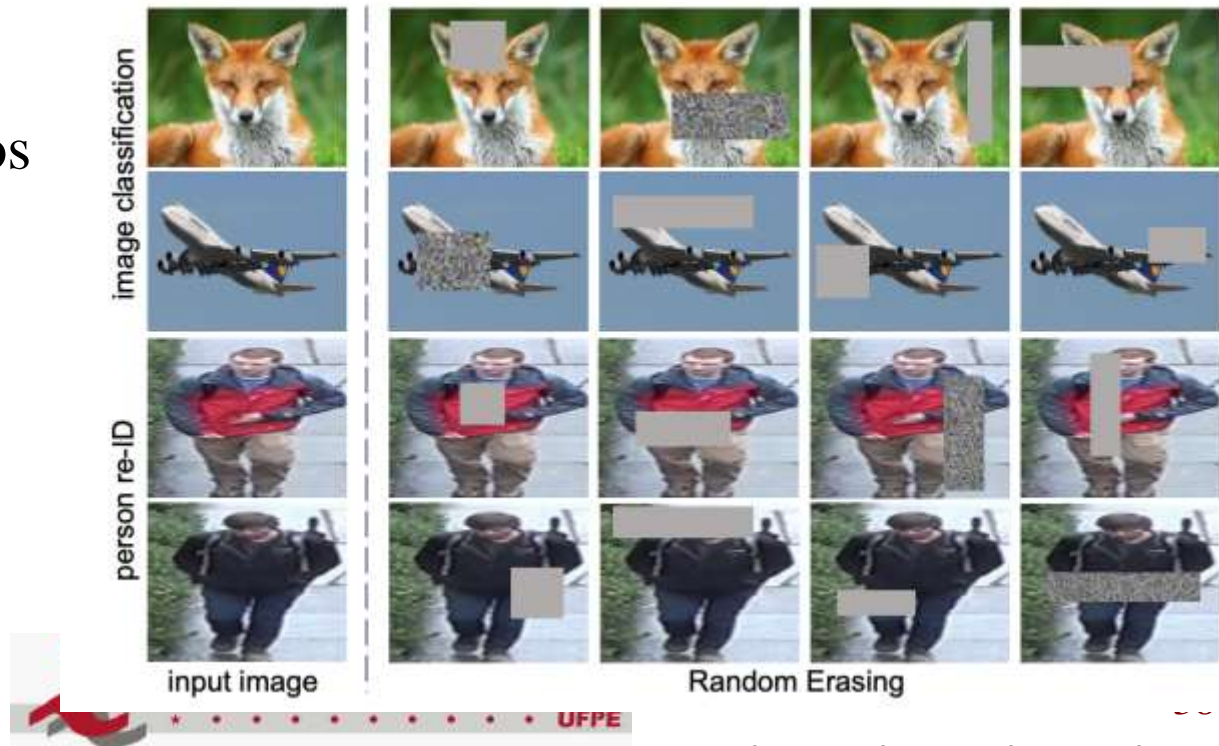 image classification
person re-ID
input image
Random Erasing
UFPE